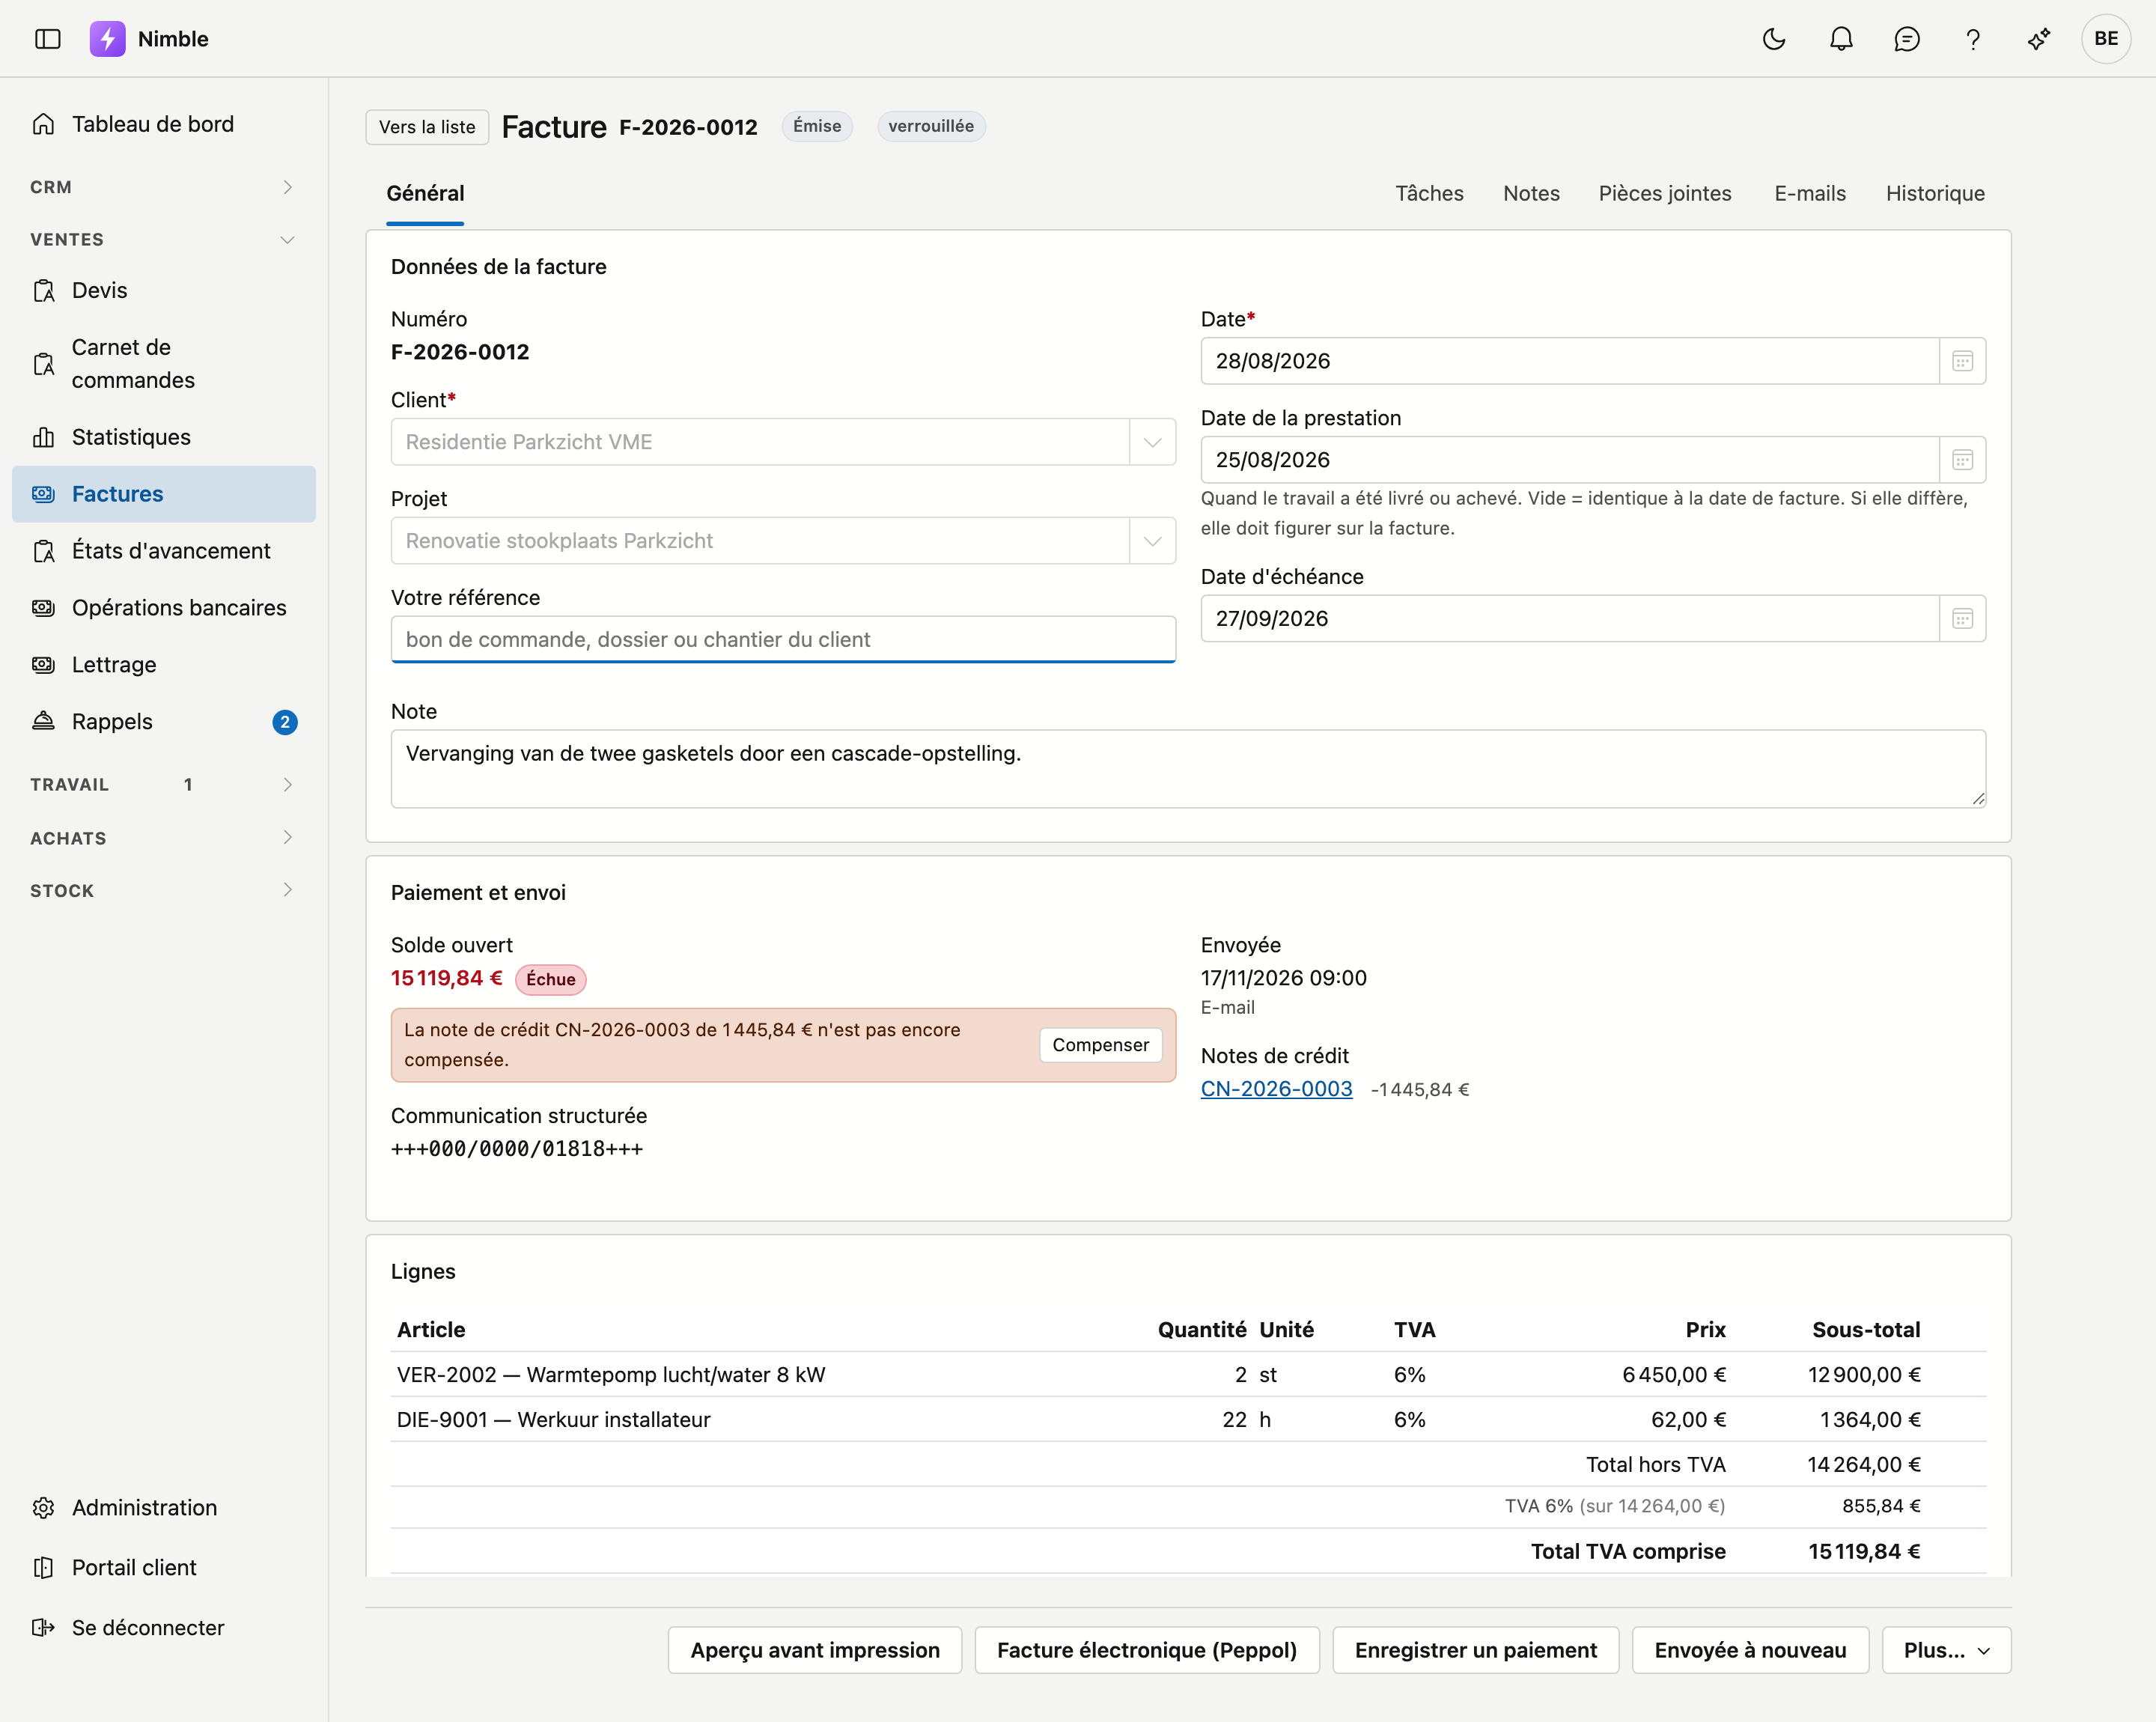 Nimble
BE
Tableau de bord
CRM
VENTES
Devis
Carnet de
commandes
Statistiques
Factures
États d'avancement
Opérations bancaires
Lettrage
Rappels 2
TRAVAIL 1
ACHATS
STOCK
Administration
Portail client
Se déconnecter
Vers la liste Facture F-2026-0012 Émise verrouillée
Général Tâches Notes Pièces jointes E-mails Historique
Données de la facture
Numéro
F-2026-0012
Client*
Residentie Parkzicht VME
Projet
Renovatie stookplaats Parkzicht
Votre référence
bon de commande, dossier ou chantier du client
Date*
28/08/2026
Date de la prestation
25/08/2026
Quand le travail a été livré ou achevé. Vide = identique à la date de facture. Si elle diffère,
elle doit figurer sur la facture.
Date d'échéance
27/09/2026
Note
Vervanging van de twee gasketels door een cascade-opstelling.
Paiement et envoi
Solde ouvert
15 119,84 € Échue
La note de crédit CN-2026-0003 de 1 445,84 € n'est pas encore
compensée.
Compenser
Communication structurée
+++000/0000/01818+++
Envoyée
17/11/2026 09:00
E-mail
Notes de crédit
CN-2026-0003 -1 445,84 €
Lignes
Article Quantité Unité TVA Prix Sous-total
VER-2002 — Warmtepomp lucht/water 8 kW 2 st 6% 6 450,00 € 12 900,00 €
DIE-9001 — Werkuur installateur 22 h 6% 62,00 € 1 364,00 €
Total hors TVA 14 264,00 €
TVA 6% (sur 14 264,00 €) 855,84 €
Total TVA comprise 15 119,84 €
Aperçu avant impression Facture électronique (Peppol) Enregistrer un paiement Envoyée à nouveau Plus...